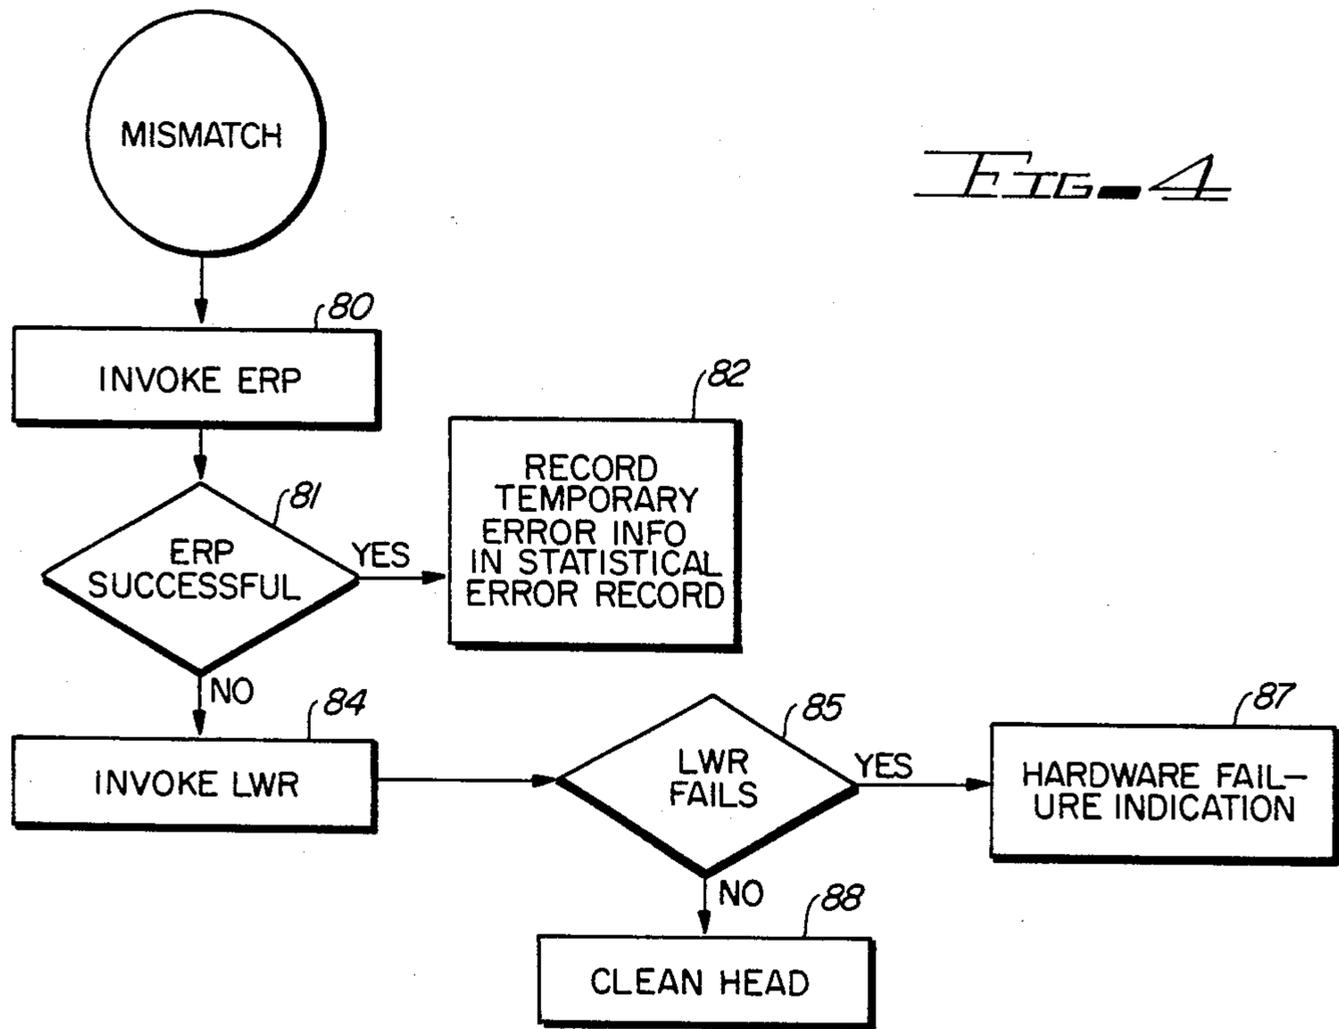 MISMATCH
FIG-4
80
INVOKE ERP
82
RECORD
TEMPORARY
ERROR INFO
IN STATISTICAL
ERROR RECORD
81
ERP
SUCCESSFUL
YES
NO
84
INVOKE LWR
85
LWR
FAILS
YES
87
HARDWARE FAIL-
URE INDICATION
NO
88
CLEAN HEAD